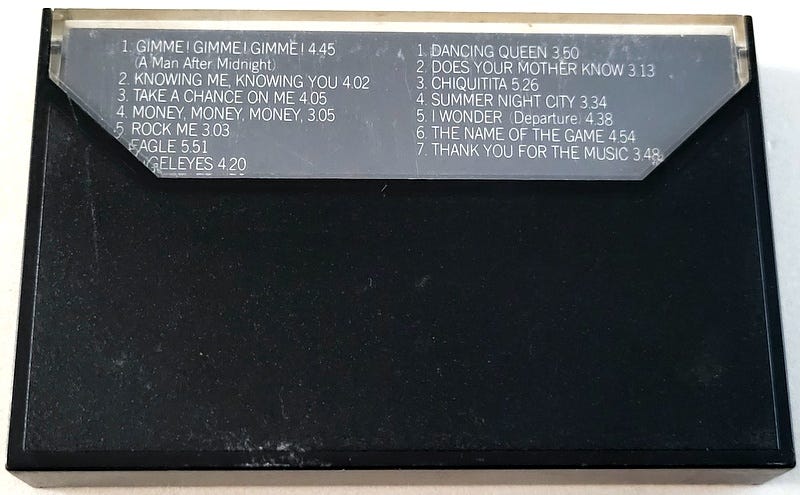 1. GIMME! GIMME! GIMME! 4.45
(A Man After Midnight)
2. KNOWING ME, KNOWING YOU 4.02
3. TAKE A CHANCE ON ME 4.05
4. MONEY, MONEY, MONEY, 3.05
5. ROCK ME 3.03
EAGLE 5.51
GELEYES 4.20
1. DANCING QUEEN 3.50
2. DOES YOUR MOTHER KNOW 3.13
3. CHIQUITITA 5.26
4. SUMMER NIGHT CITY 3.34
5. I WONDER (Departure) 4.38
6. THE NAME OF THE GAME 4.54
7. THANK YOU FOR THE MUSIC 3.48